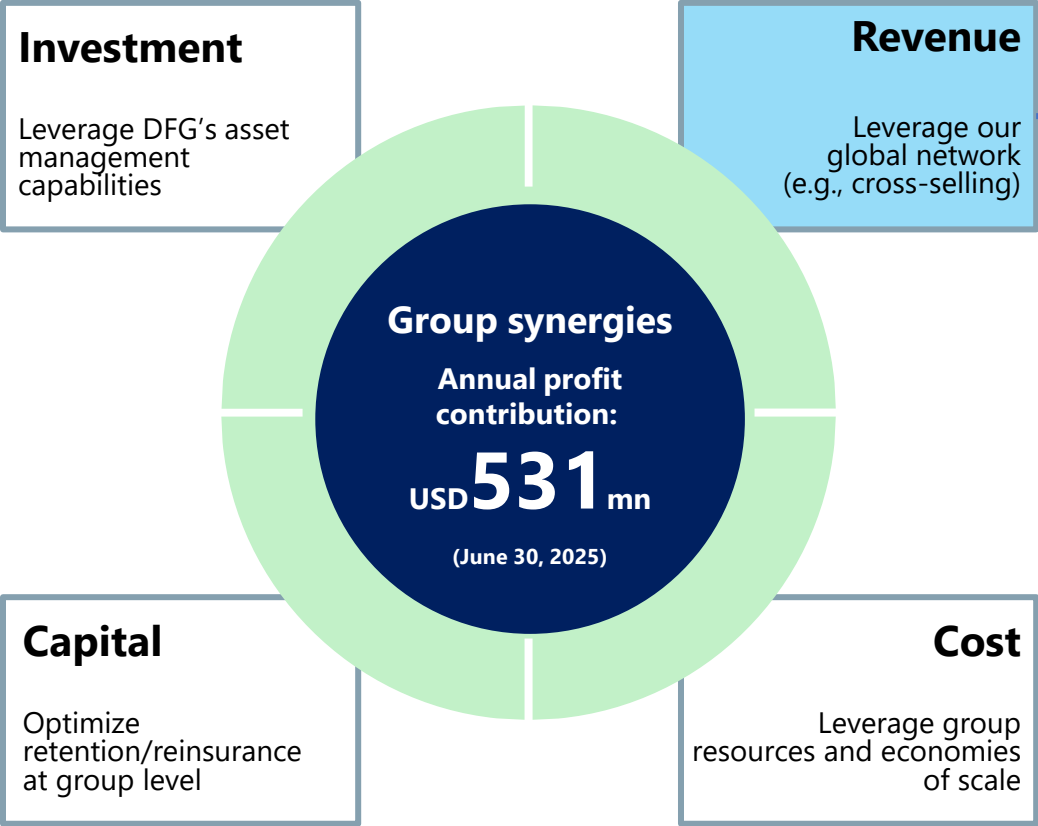 Investment
Leverage DFG’s asset
management
capabilities
Revenue
Leverage our
global network
(e.g., cross-selling)
Group synergies
Annual profit
contribution:
USD531mn
(June 30, 2025)
Capital
Optimize
retention/reinsurance
at group level
Cost
Leverage group
resources and economies
of scale